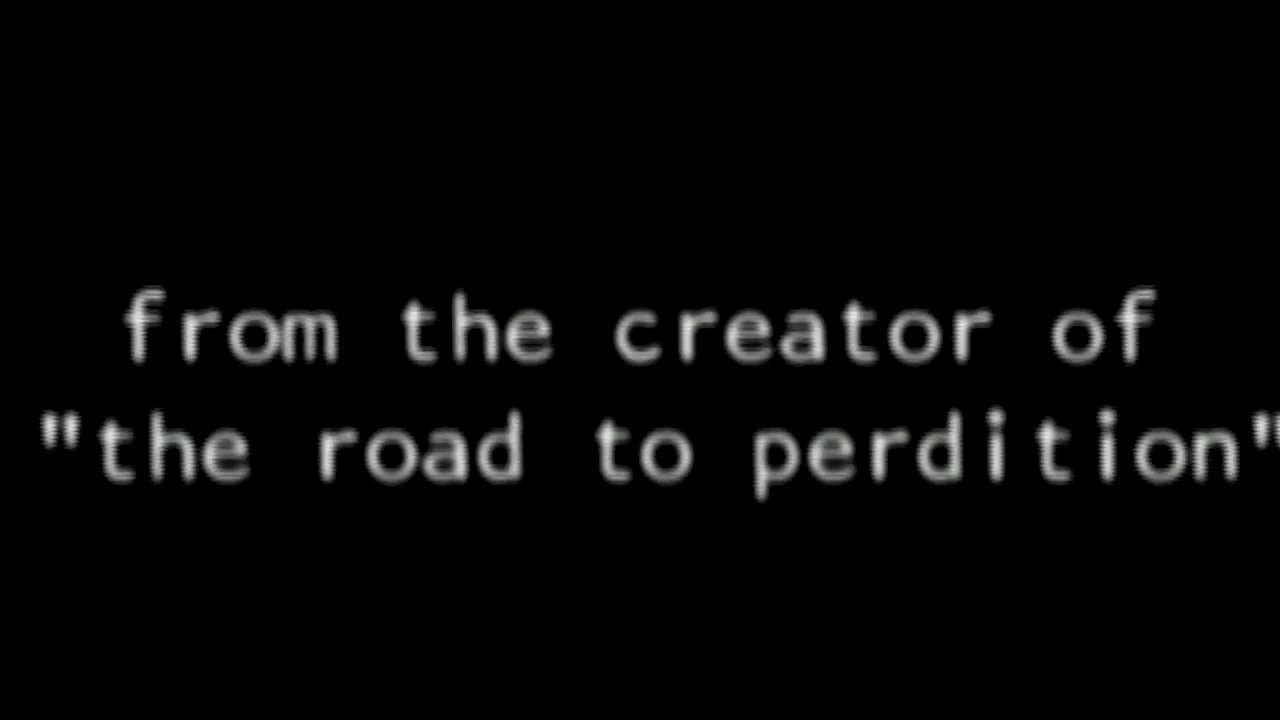 from the creator of
"the road to perdition"